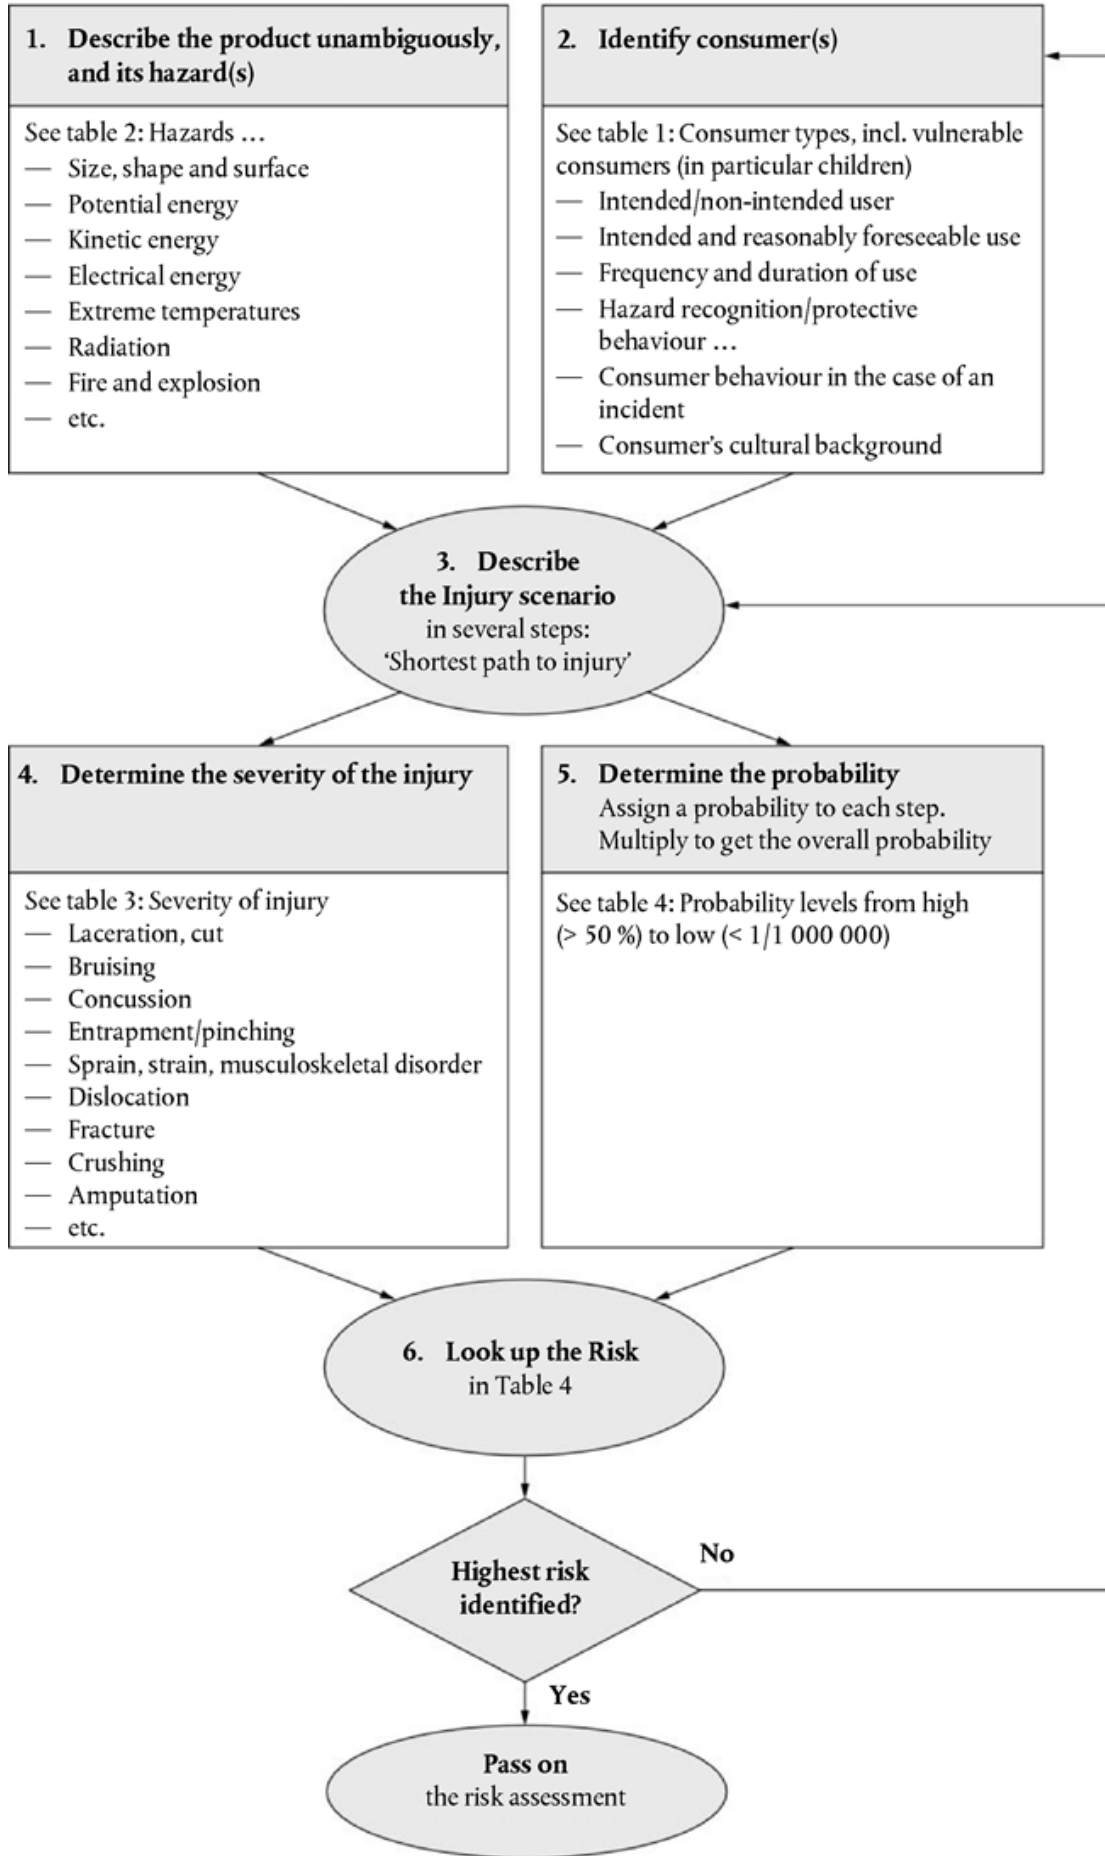 1. Describe the product unambiguously,
and its hazard(s)
See table 2: Hazards …
— Size, shape and surface
— Potential energy
— Kinetic energy
— Electrical energy
— Extreme temperatures
— Radiation
— Fire and explosion
— etc.
2. Identify consumer(s)
See table 1: Consumer types, incl. vulnerable
consumers (in particular children)
— Intended/non-intended user
— Intended and reasonably foreseeable use
— Frequency and duration of use
— Hazard recognition/protective
behaviour …
— Consumer behaviour in the case of an
incident
— Consumer’s cultural background
3. Describe
the Injury scenario
in several steps:
‘Shortest path to injury’
4. Determine the severity of the injury
See table 3: Severity of injury
— Laceration, cut
— Bruising
— Concussion
— Entrapment/pinching
— Sprain, strain, musculoskeletal disorder
— Dislocation
— Fracture
— Crushing
— Amputation
— etc.
5. Determine the probability
Assign a probability to each step.
Multiply to get the overall probability
See table 4: Probability levels from high
(> 50 %) to low (< 1/1 000 000)
6. Look up the Risk
in Table 4
Highest risk
identified?
No
Yes
Pass on
the risk assessment